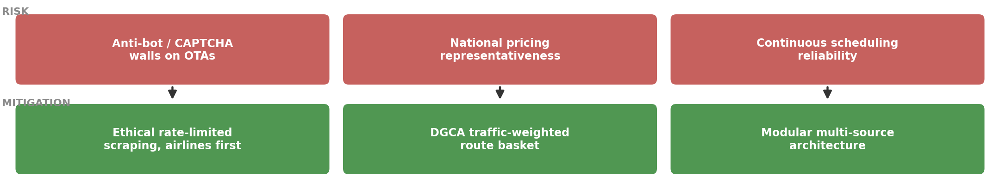 RISK
Anti-bot / CAPTCHA
walls on OTAs
National pricing
representativeness
Continuous scheduling
reliability
MITIGATION
Ethical rate-limited
scraping, airlines first
DGCA traffic-weighted
route basket
Modular multi-source
architecture